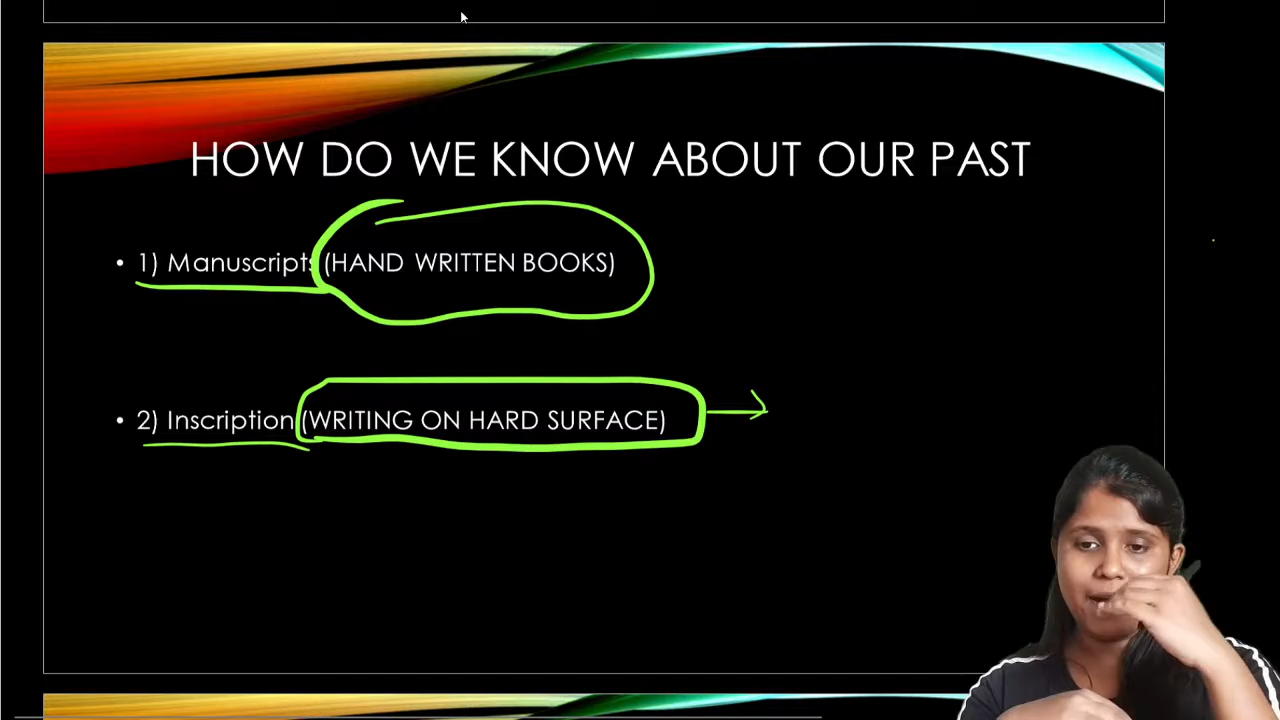 HOW DO WE KNOW ABOUT OUR PAST
• 1) Manuscripts (HAND WRITTEN BOOKS)
• 2) Inscription (WRITING ON HARD SURFACE)